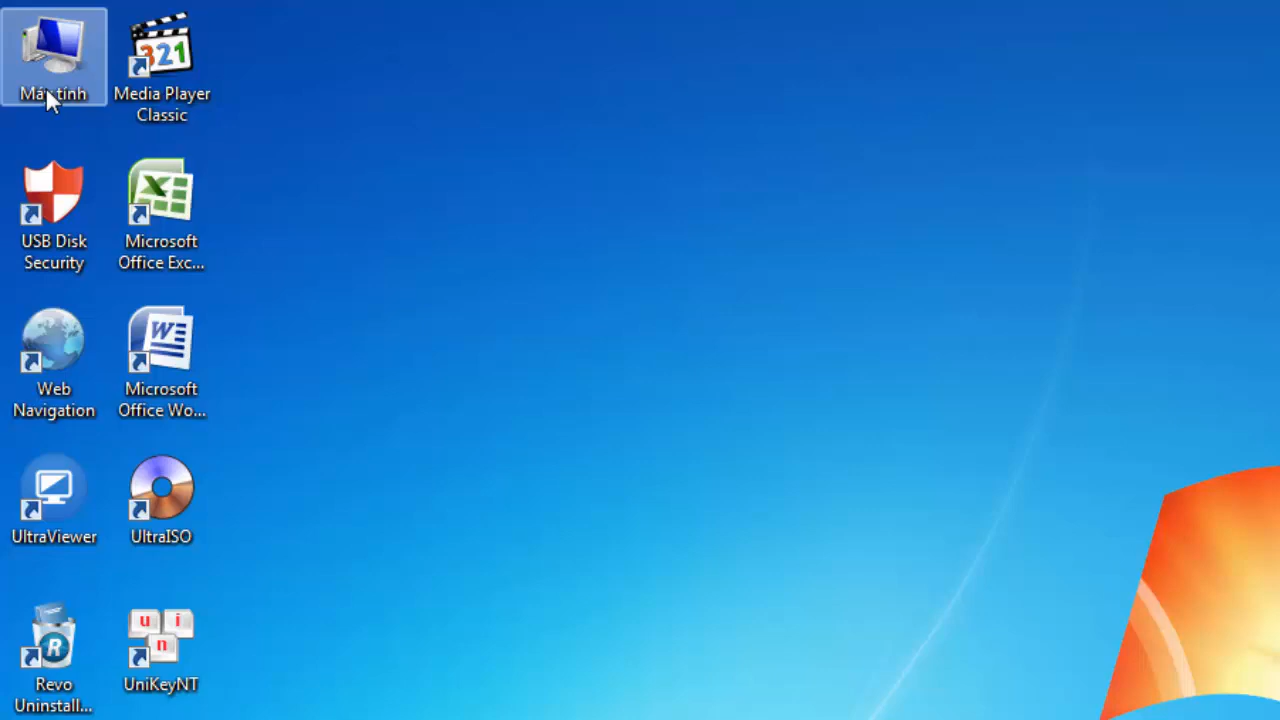 Máy tính
Media Player
Classic
USB Disk
Security
Microsoft
Office Exc...
Web
Navigation
Microsoft
Office Wo...
UltraViewer
UltraISO
Revo
Uninstall...
UniKeyNT
321
X
W
R
u i
n